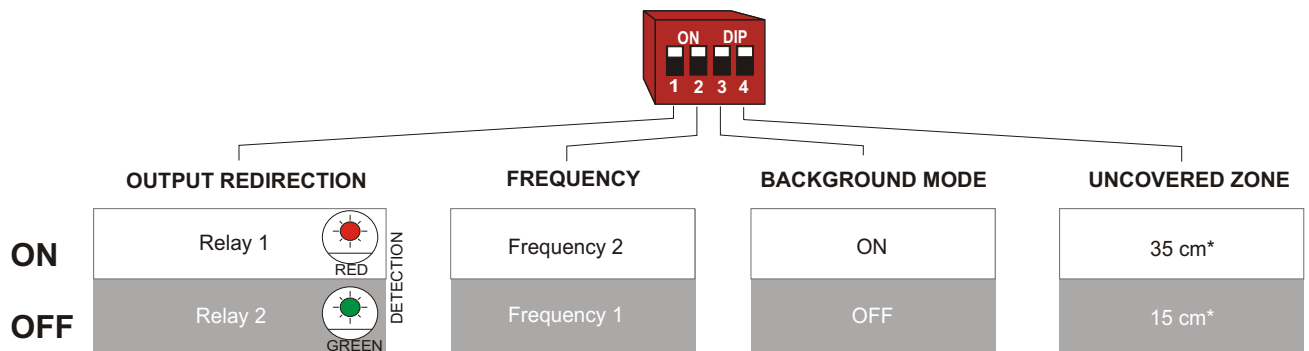 ON DIP
1 2 3 4
OUTPUT REDIRECTION
FREQUENCY
BACKGROUND MODE
UNCOVERED ZONE
ON
Relay 1
RED
Frequency 2
ON
35 cm*
OFF
Relay 2
GREEN
DETECTION
Frequency 1
OFF
15 cm*